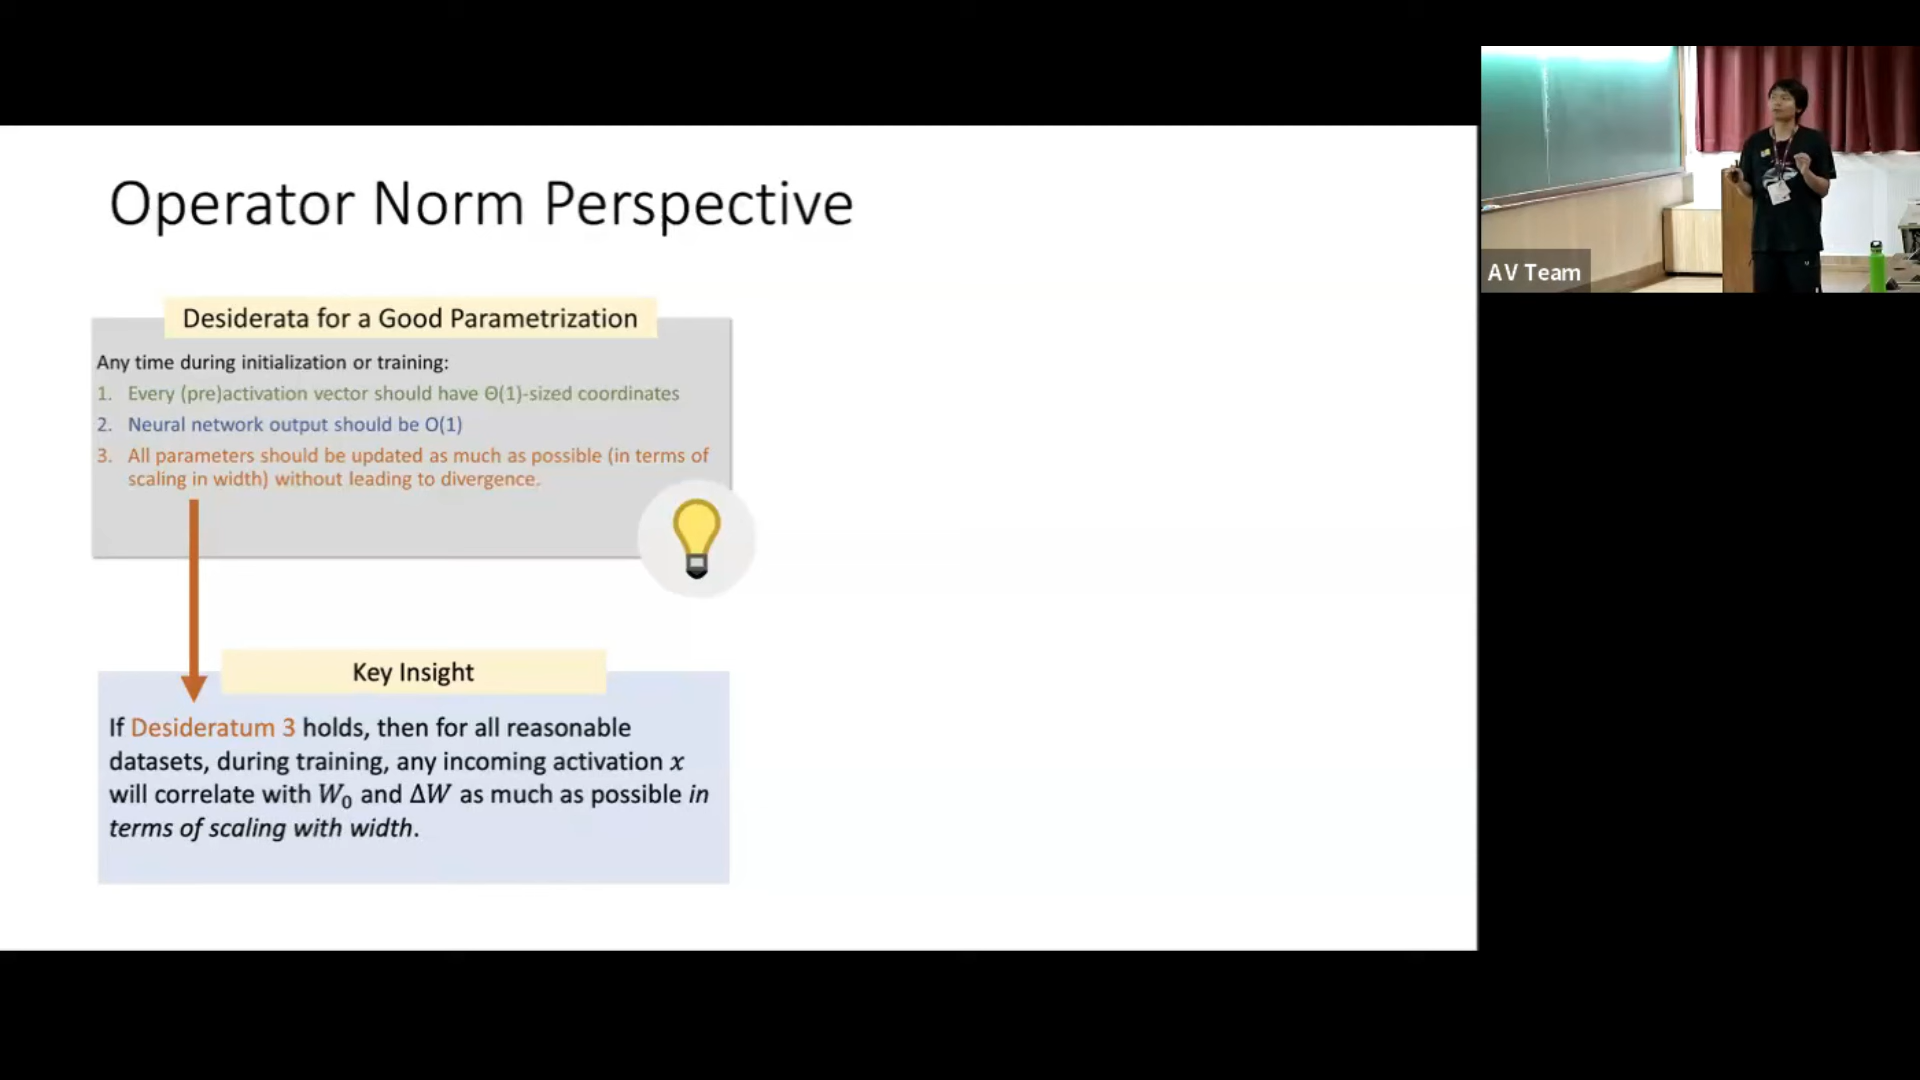 Operator Norm Perspective
Desiderata for a Good Parametrization
Any time during initialization or training:
1. Every (pre)activation vector should have Θ(1)-sized coordinates
2. Neural network output should be O(1)
3. All parameters should be updated as much as possible (in terms of
scaling in width) without leading to divergence.
Key Insight
If Desideratum 3 holds, then for all reasonable
datasets, during training, any incoming activation x
will correlate with W₀ and ΔW as much as possible in
terms of scaling with width.
AV Team